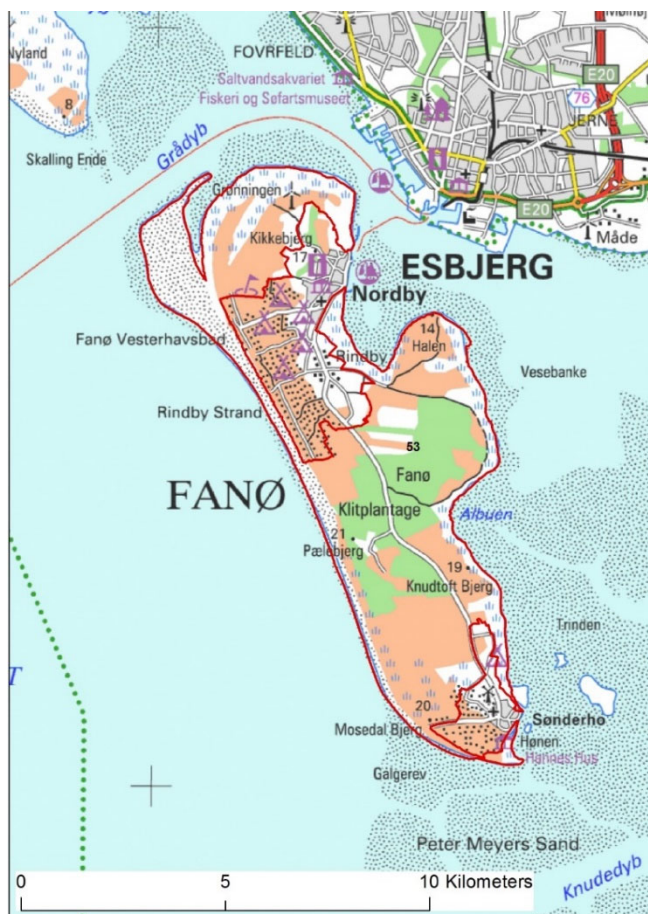 Nyland
8
FOVRFELD
Saltvandsakvariet
Fiskeri og Søfartsmuseet
E20
76
JERNE
Skalling Ende
Grådyb
Grønningen
E20
Måde
Kikkebjerg
17
ESBJERG
Nordby
14
Halen
Fanø Vesterhavsbad
Rindby
Vesebanke
Rindby Strand
53
Fanø
FANØ
Klitplantage
Albuen
21
Pælebjerg
19
Knudtoft Bjerg
Trinden
T
20
Sønderho
Mosedal Bjerg
Hønen
Hannes Hus
Galgerev
Peter Meyers Sand
0 5 10 Kilometers
Knudedyb